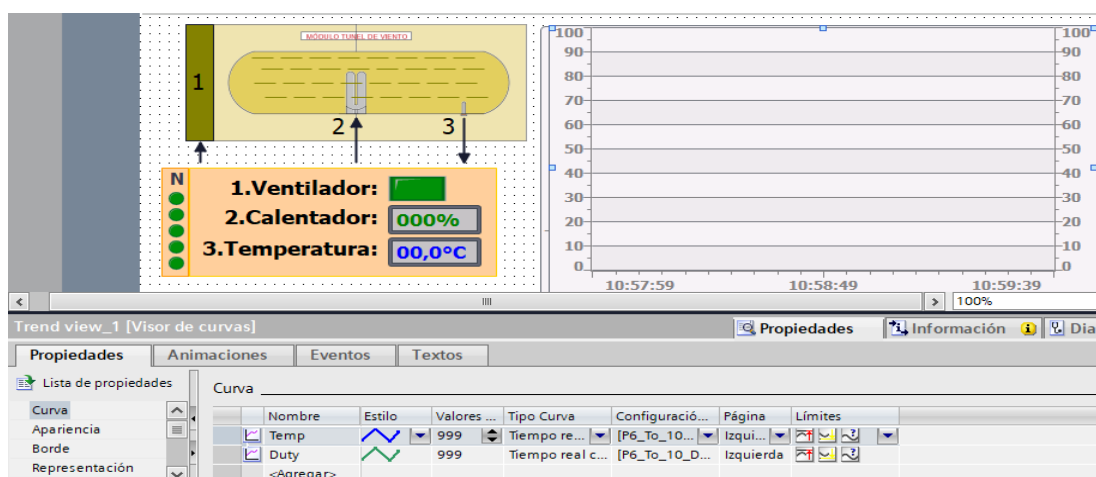 MÓDULO TUNEL DE VIENTO
1
2
3
N
1.Ventilador:
2.Calentador: 000%
3.Temperatura: 00,0°C
100 100
90 90
80 80
70 70
60 60
50 50
40 40
30 30
20 20
10 10
0 0
10:57:59 10:58:49 10:59:39
100%
Trend view_1 [Visor de curvas]
Propiedades Información Dia
Propiedades Animaciones Eventos Textos
Lista de propiedades
Curva
Apariencia
Borde
Representación
Curva
Nombre Estilo Valores ... Tipo Curva Configuració... Página Límites
Temp 999 Tiempo re... [P6_To_10... Izqui...
Duty 999 Tiempo real c... [P6_To_10_D... Izquierda
<Agregar>